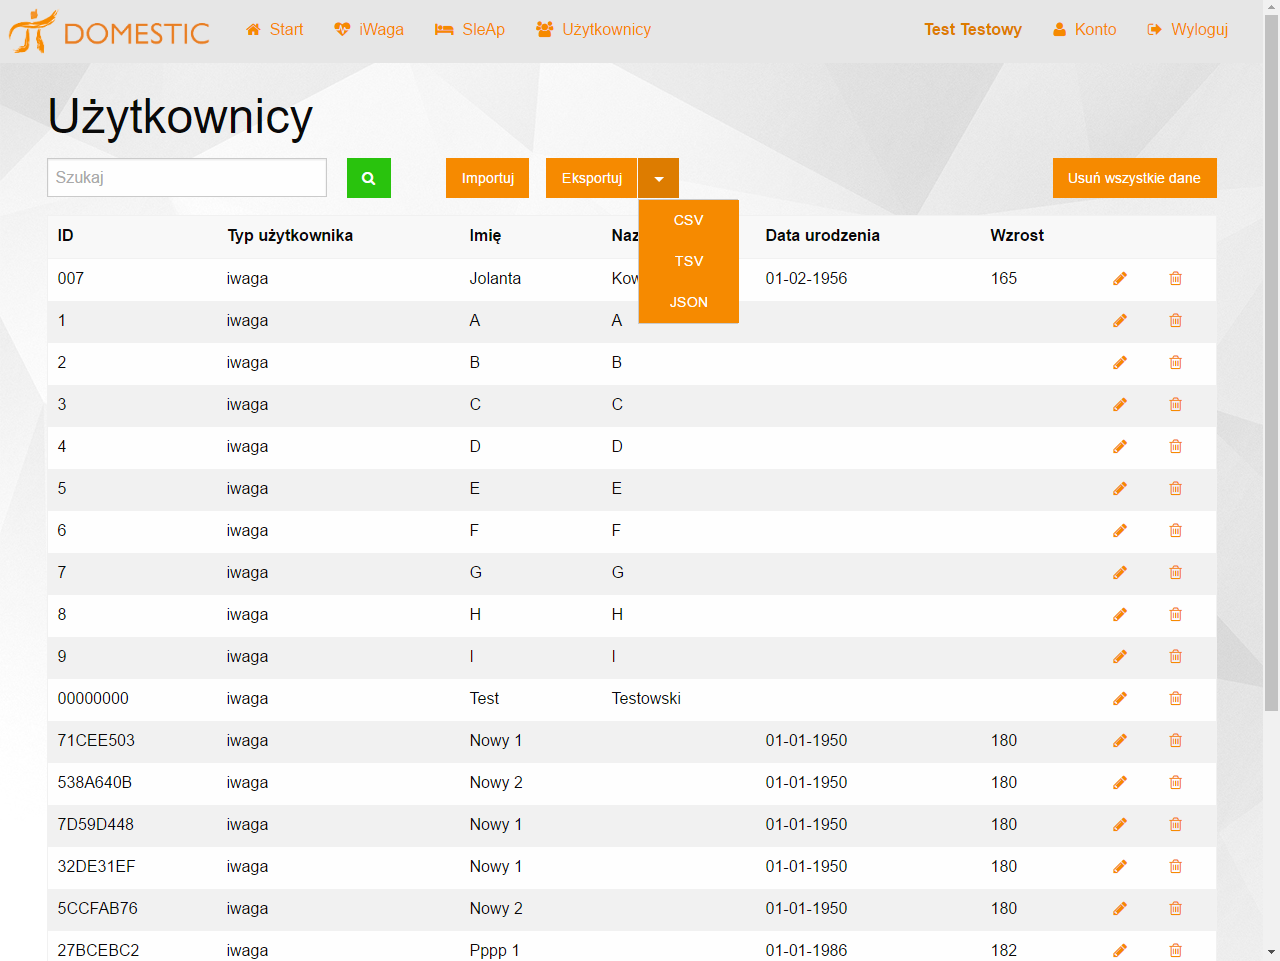 DOMESTIC Start iWaga SleAp Użytkownicy Test Testowy Konto Wyloguj
Użytkownicy
Szukaj Importuj Eksportuj Usuń wszystkie dane
CSV
TSV
JSON
ID Typ użytkownika Imię Naz Data urodzenia Wzrost
007 iwaga Jolanta Kow 01-02-1956 165
1 iwaga A A
2 iwaga B B
3 iwaga C C
4 iwaga D D
5 iwaga E E
6 iwaga F F
7 iwaga G G
8 iwaga H H
9 iwaga I I
00000000 iwaga Test Testowski
71CEE503 iwaga Nowy 1 01-01-1950 180
538A640B iwaga Nowy 2 01-01-1950 180
7D59D448 iwaga Nowy 1 01-01-1950 180
32DE31EF iwaga Nowy 1 01-01-1950 180
5CCFAB76 iwaga Nowy 2 01-01-1950 180
27BCEBC2 iwaga Pppp 1 01-01-1986 182